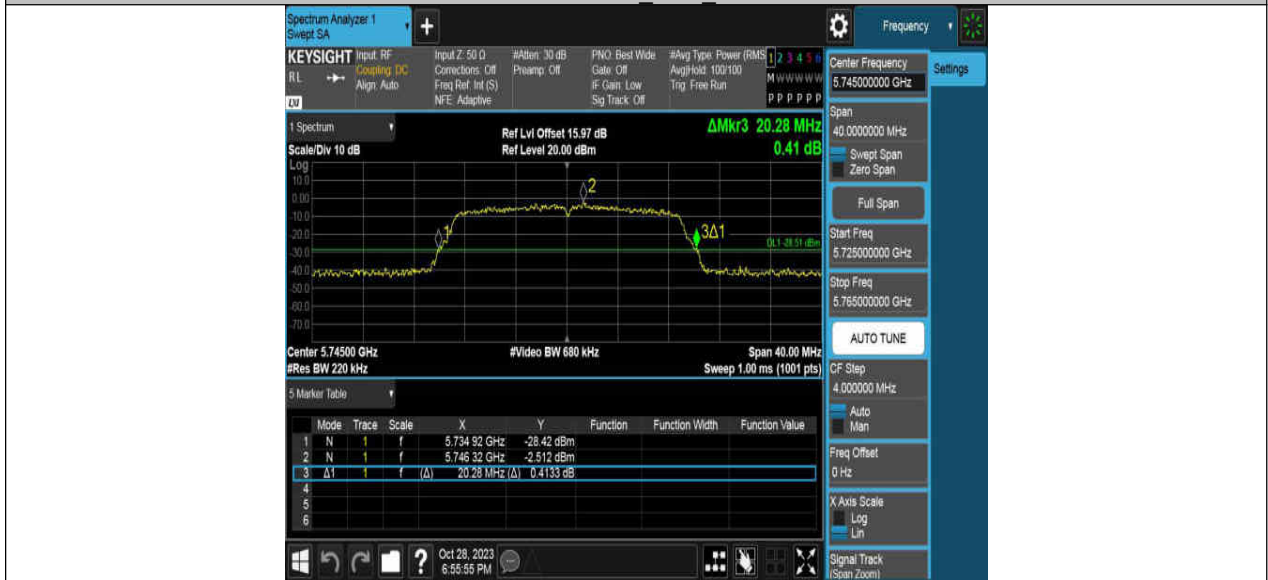 Spectrum Analyzer 1
Swept SA
+
Frequency
KEYSIGHT
RL
LXI
Input: RF
Coupling: DC
Align: Auto
Input Z: 50 Ω
Corrections: Off
Freq Ref: Int (S)
NFE: Adaptive
#Atten: 30 dB
Preamp: Off
PNO: Best Wide
Gate: Off
IF Gain: Low
Sig Track: Off
#Avg Type: Power (RMS
Avg|Hold: 100/100
Trig: Free Run
1 2 3 4 5 6
M W W W W W
P P P P P P
Center Frequency
5.745000000 GHz
Settings
Span
40.0000000 MHz
Swept Span
Zero Span
Full Span
Start Freq
5.725000000 GHz
Stop Freq
5.765000000 GHz
AUTO TUNE
CF Step
4.000000 MHz
Auto
Man
Freq Offset
0 Hz
X Axis Scale
Log
Lin
Signal Track
(Span Zoom)
1 Spectrum
Scale/Div 10 dB
Ref Lvl Offset 15.97 dB
Ref Level 20.00 dBm
ΔMkr3 20.28 MHz
0.41 dB
Log
10.0
0.00
-10.0
-20.0
-30.0
-40.0
-50.0
-60.0
-70.0
1
2
3Δ1
DL1 -28.51 dBm
Center 5.74500 GHz
#Res BW 220 kHz
#Video BW 680 kHz
Span 40.00 MHz
Sweep 1.00 ms (1001 pts)
5 Marker Table
Mode Trace Scale X Y Function Function Width Function Value
1 N 1 f 5.734 92 GHz -28.42 dBm
2 N 1 f 5.746 32 GHz -2.512 dBm
3 Δ1 1 f (Δ) 20.28 MHz (Δ) 0.4133 dB
4
5
6
?
Oct 28, 2023
6:55:55 PM